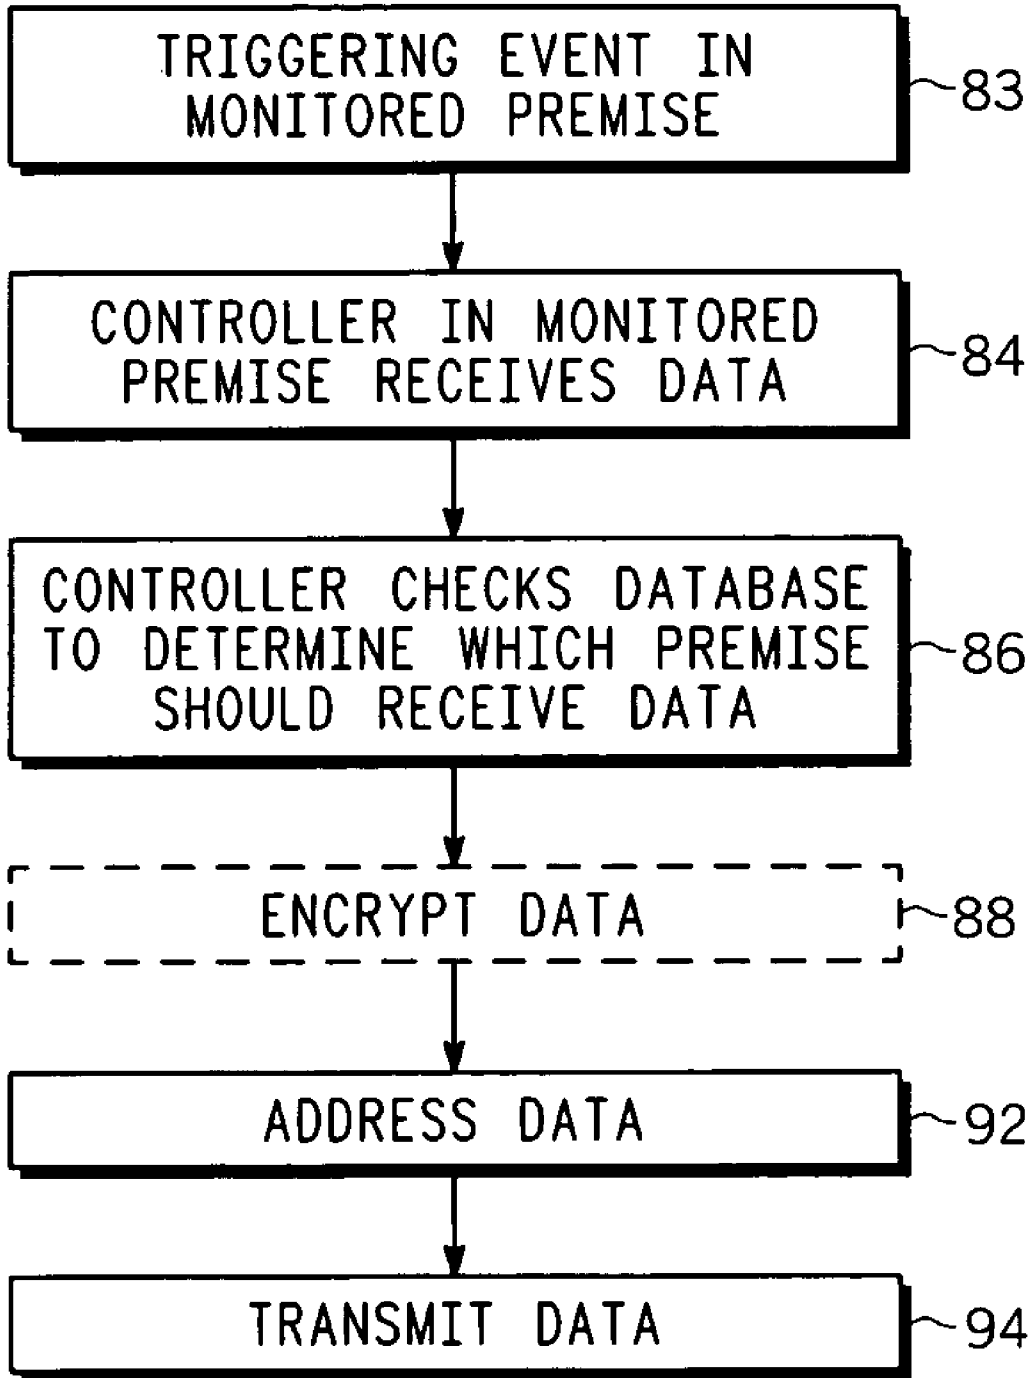 TRIGGERING EVENT IN
MONITORED PREMISE
83
CONTROLLER IN MONITORED
PREMISE RECEIVES DATA
84
CONTROLLER CHECKS DATABASE
TO DETERMINE WHICH PREMISE
SHOULD RECEIVE DATA
86
ENCRYPT DATA
88
ADDRESS DATA
92
TRANSMIT DATA
94